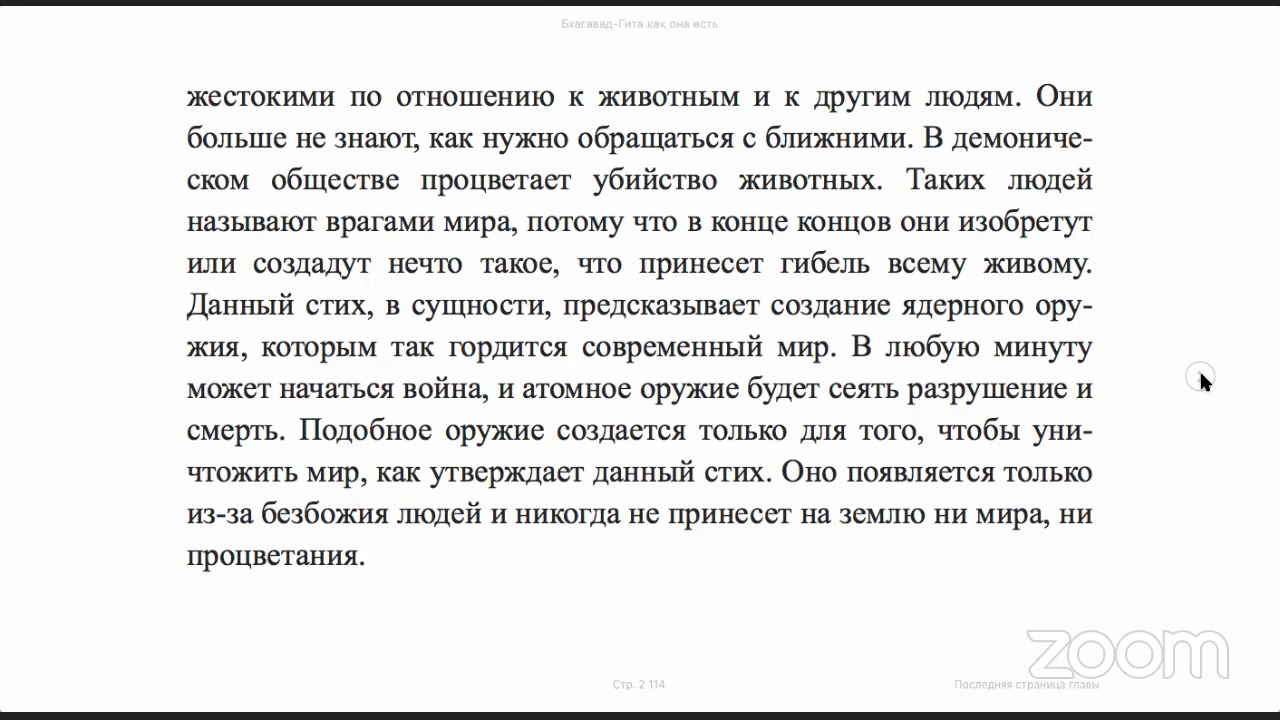 Бхагавад-Гита как она есть
жестокими по отношению к животным и к другим людям. Они
больше не знают, как нужно обращаться с ближними. В демониче-
ском обществе процветает убийство животных. Таких людей
называют врагами мира, потому что в конце концов они изобретут
или создадут нечто такое, что принесет гибель всему живому.
Данный стих, в сущности, предсказывает создание ядерного ору-
жия, которым так гордится современный мир. В любую минуту
может начаться война, и атомное оружие будет сеять разрушение и
смерть. Подобное оружие создается только для того, чтобы уни-
чтожить мир, как утверждает данный стих. Оно появляется только
из-за безбожия людей и никогда не принесет на землю ни мира, ни
процветания.
zoom
Стр. 2 114
Последняя страница главы